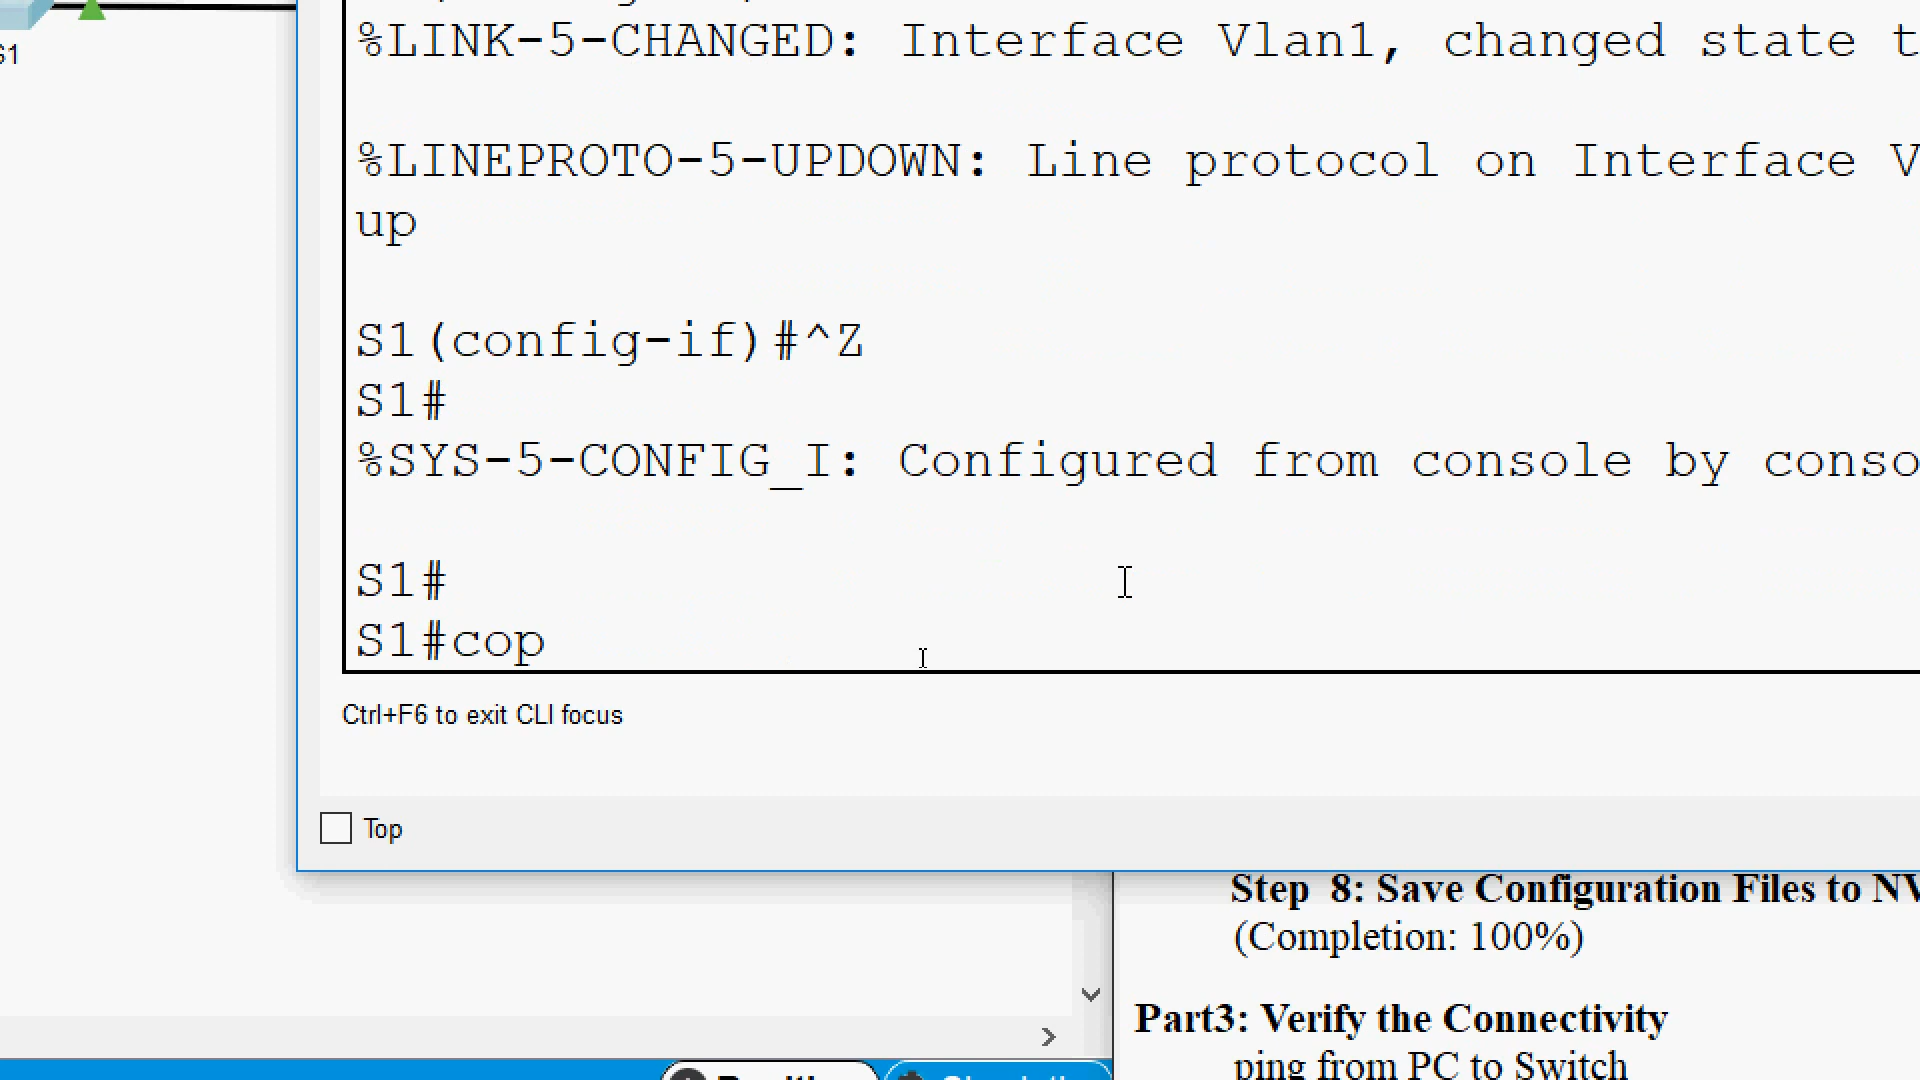 %LINK-5-CHANGED: Interface Vlan1, changed state t
S1
%LINEPROTO-5-UPDOWN: Line protocol on Interface V
up
S1(config-if)#^Z
S1#
%SYS-5-CONFIG_I: Configured from console by conso
S1#
S1#cop
Ctrl+F6 to exit CLI focus
Top
Step 8: Save Configuration Files to NV
(Completion: 100%)
Part3: Verify the Connectivity
ping from PC to Switch